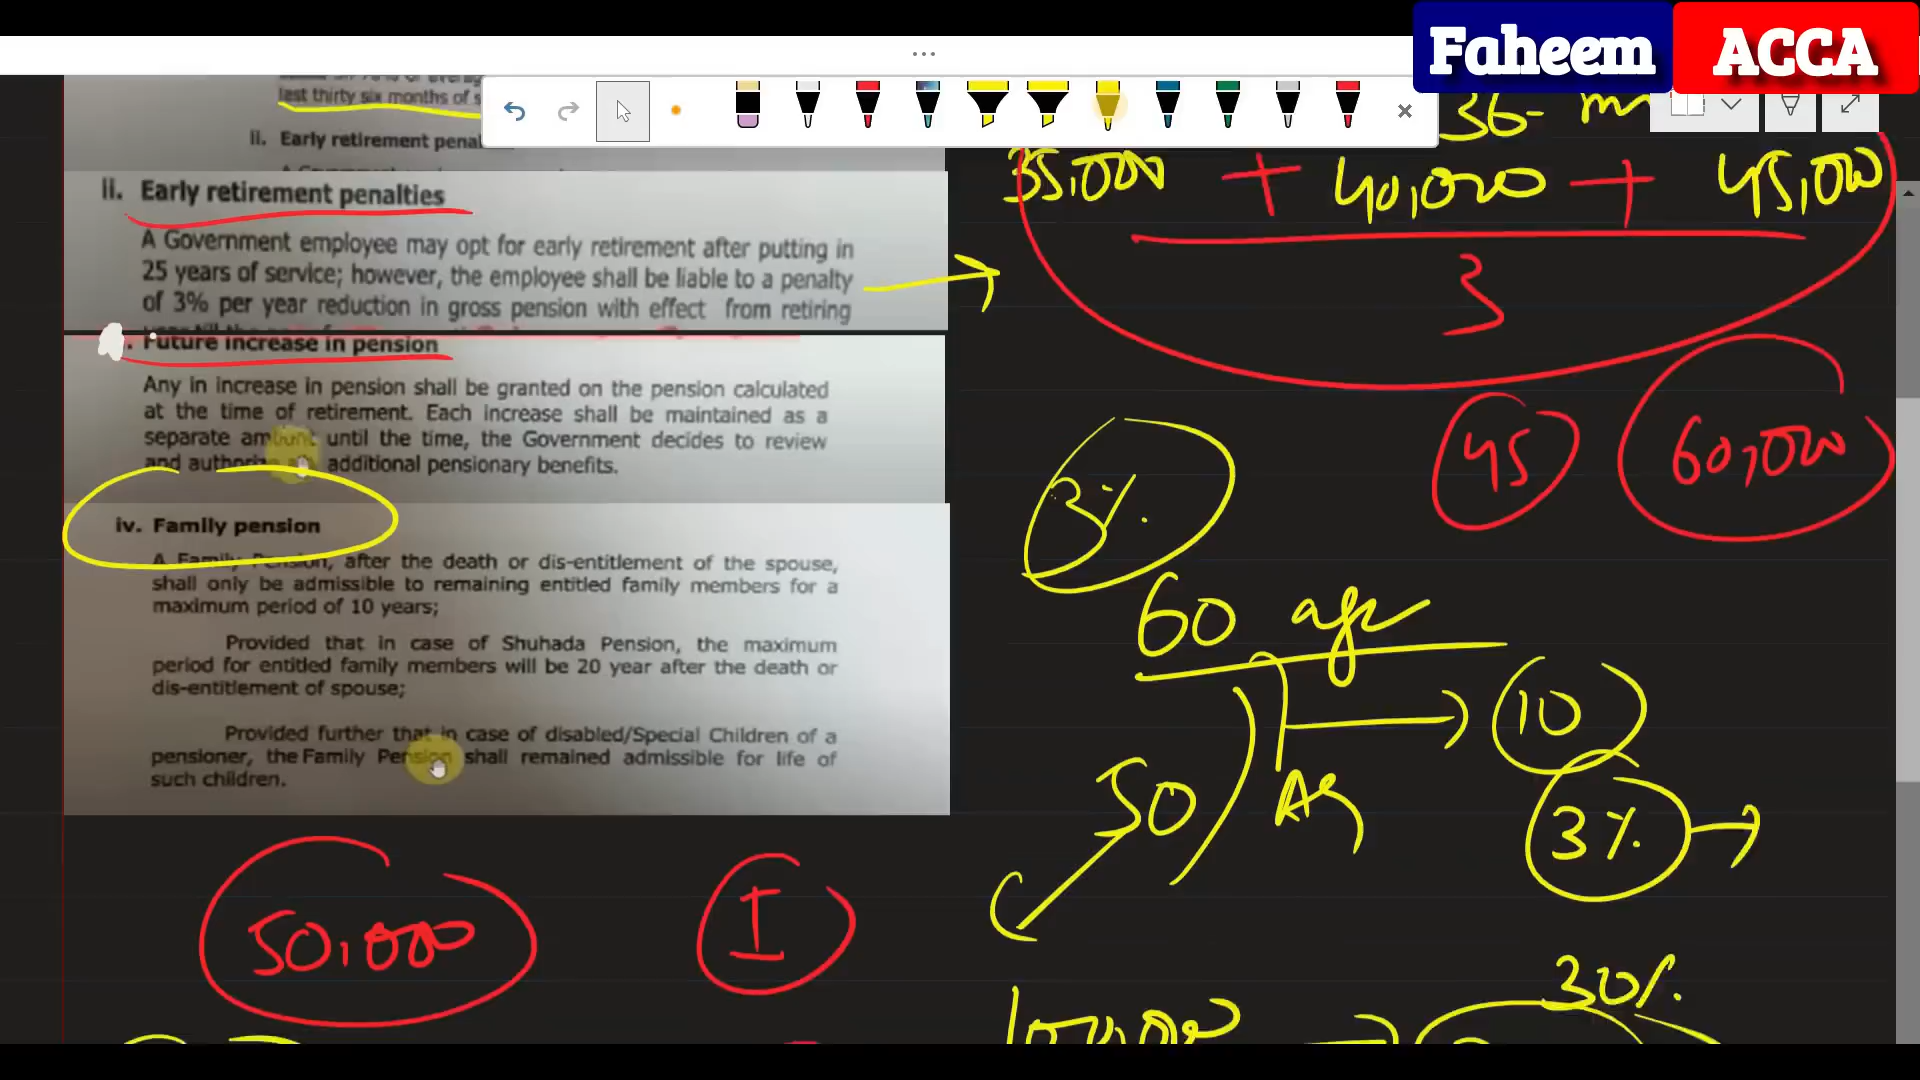 Faheem ACCA
last thirty six months of s
ii. Early retirement penal
ii. Early retirement penalties
A Government employee may opt for early retirement after putting in
25 years of service; however, the employee shall be liable to a penalty
of 3% per year reduction in gross pension with effect from retiring
Future increase in pension
Any in increase in pension shall be granted on the pension calculated
at the time of retirement. Each increase shall be maintained as a
separate amount until the time, the Government decides to review
and additional pensionary benefits.
iv. Family pension
A Family Pension, after the death or dis-entitlement of the spouse,
shall only be admissible to remaining entitled family members for a
maximum period of 10 years;
Provided that in case of Shuhada Pension, the maximum
period for entitled family members will be 20 year after the death or
dis-entitlement of spouse;
Provided further that in case of disabled/Special Children of a
pensioner, the Family Pension shall remained admissible for life of
such children.
50,000
I
36- m
35,000 + 40,000 + 45,000
3
45 60,000
3%
60 age
10
50
3%
30%
100,000